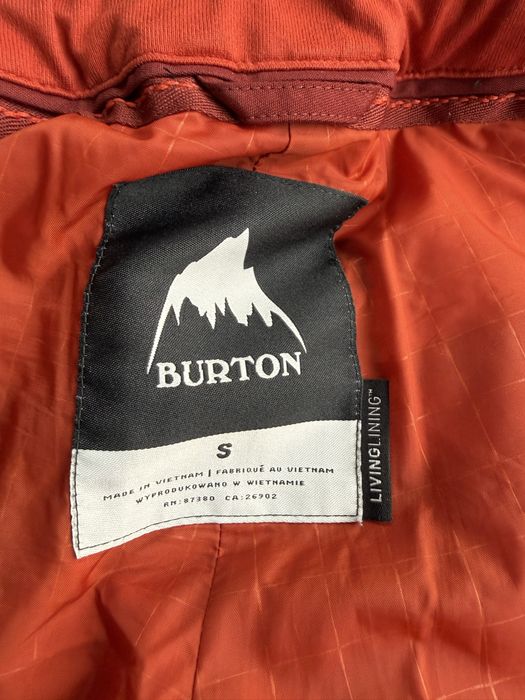 BURTON
S
MADE IN VIETNAM | FABRIQUÉ AU VIETNAM
WYPRODUKOWANO W WIETNAMIE
RN:87380 CA:26902
LIVINGLINING™